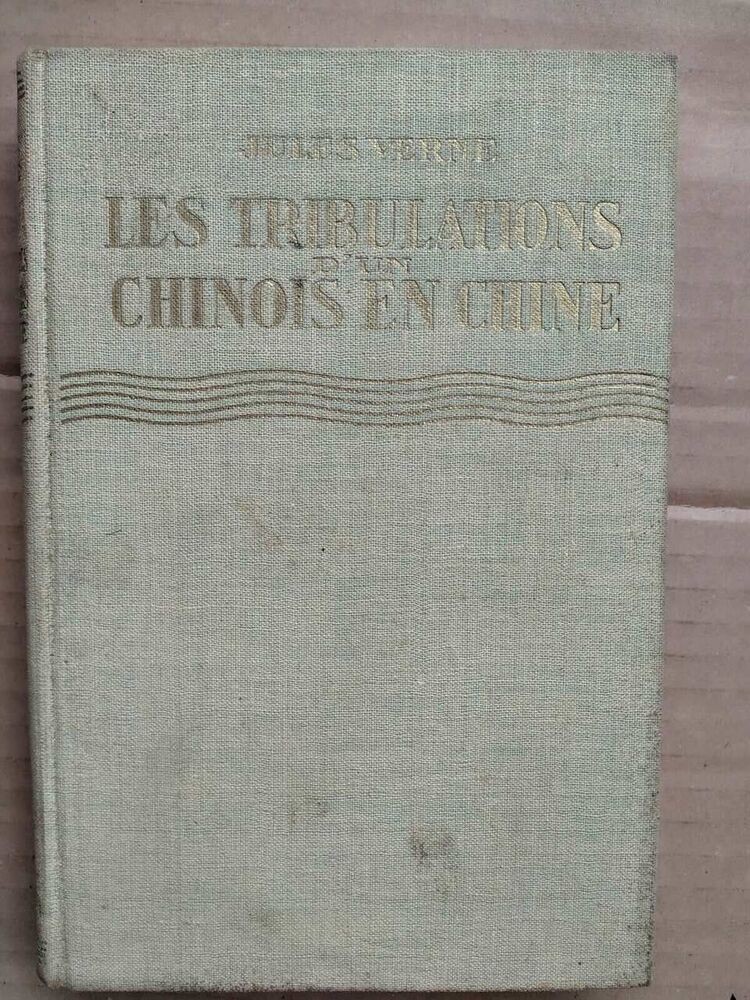 JULES VERNE
LES TRIBULATIONS
D'UN
CHINOIS EN CHINE